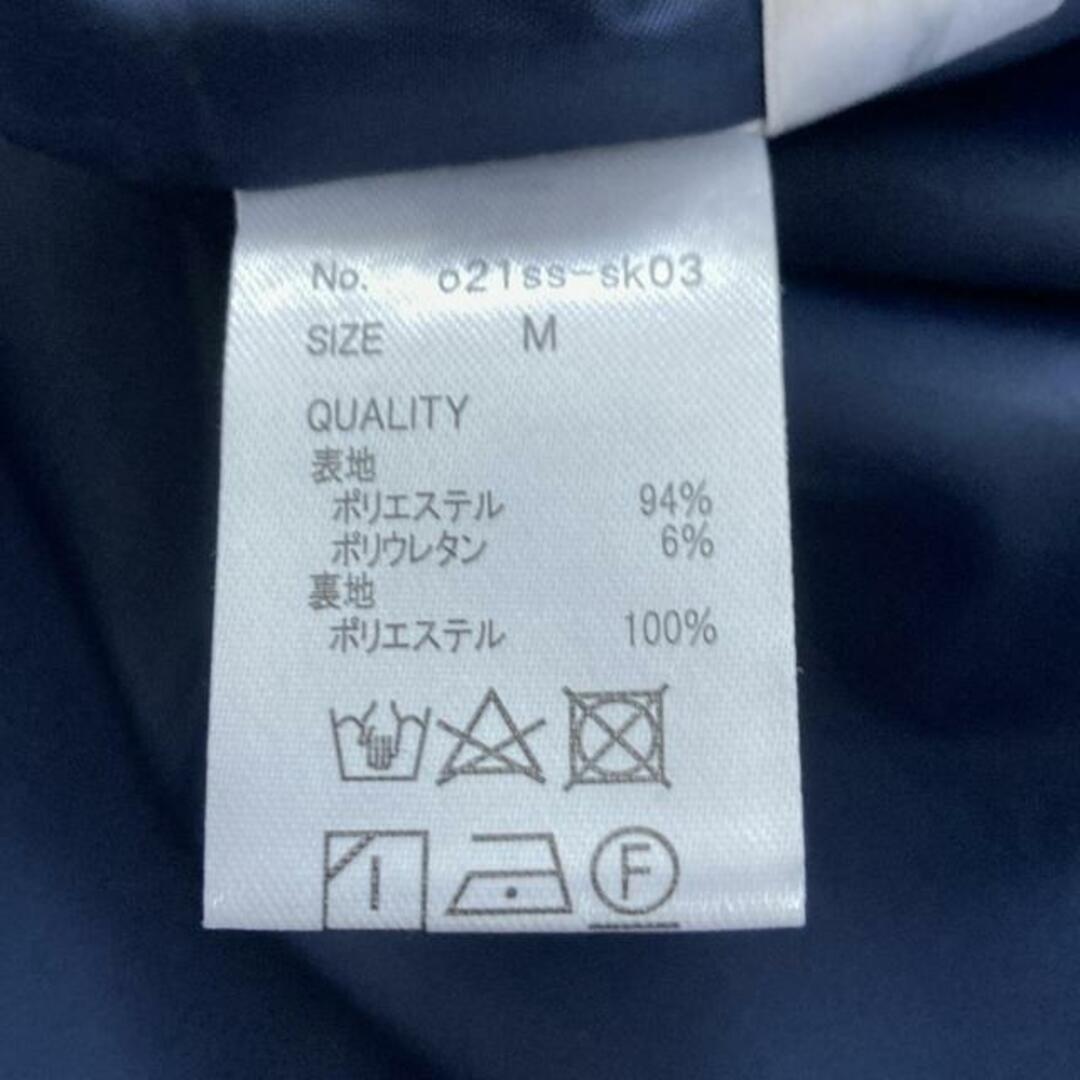 No. o21ss-sk03
SIZE M
QUALITY
表地
ポリエステル 94%
ポリウレタン 6%
裏地
ポリエステル 100%
F